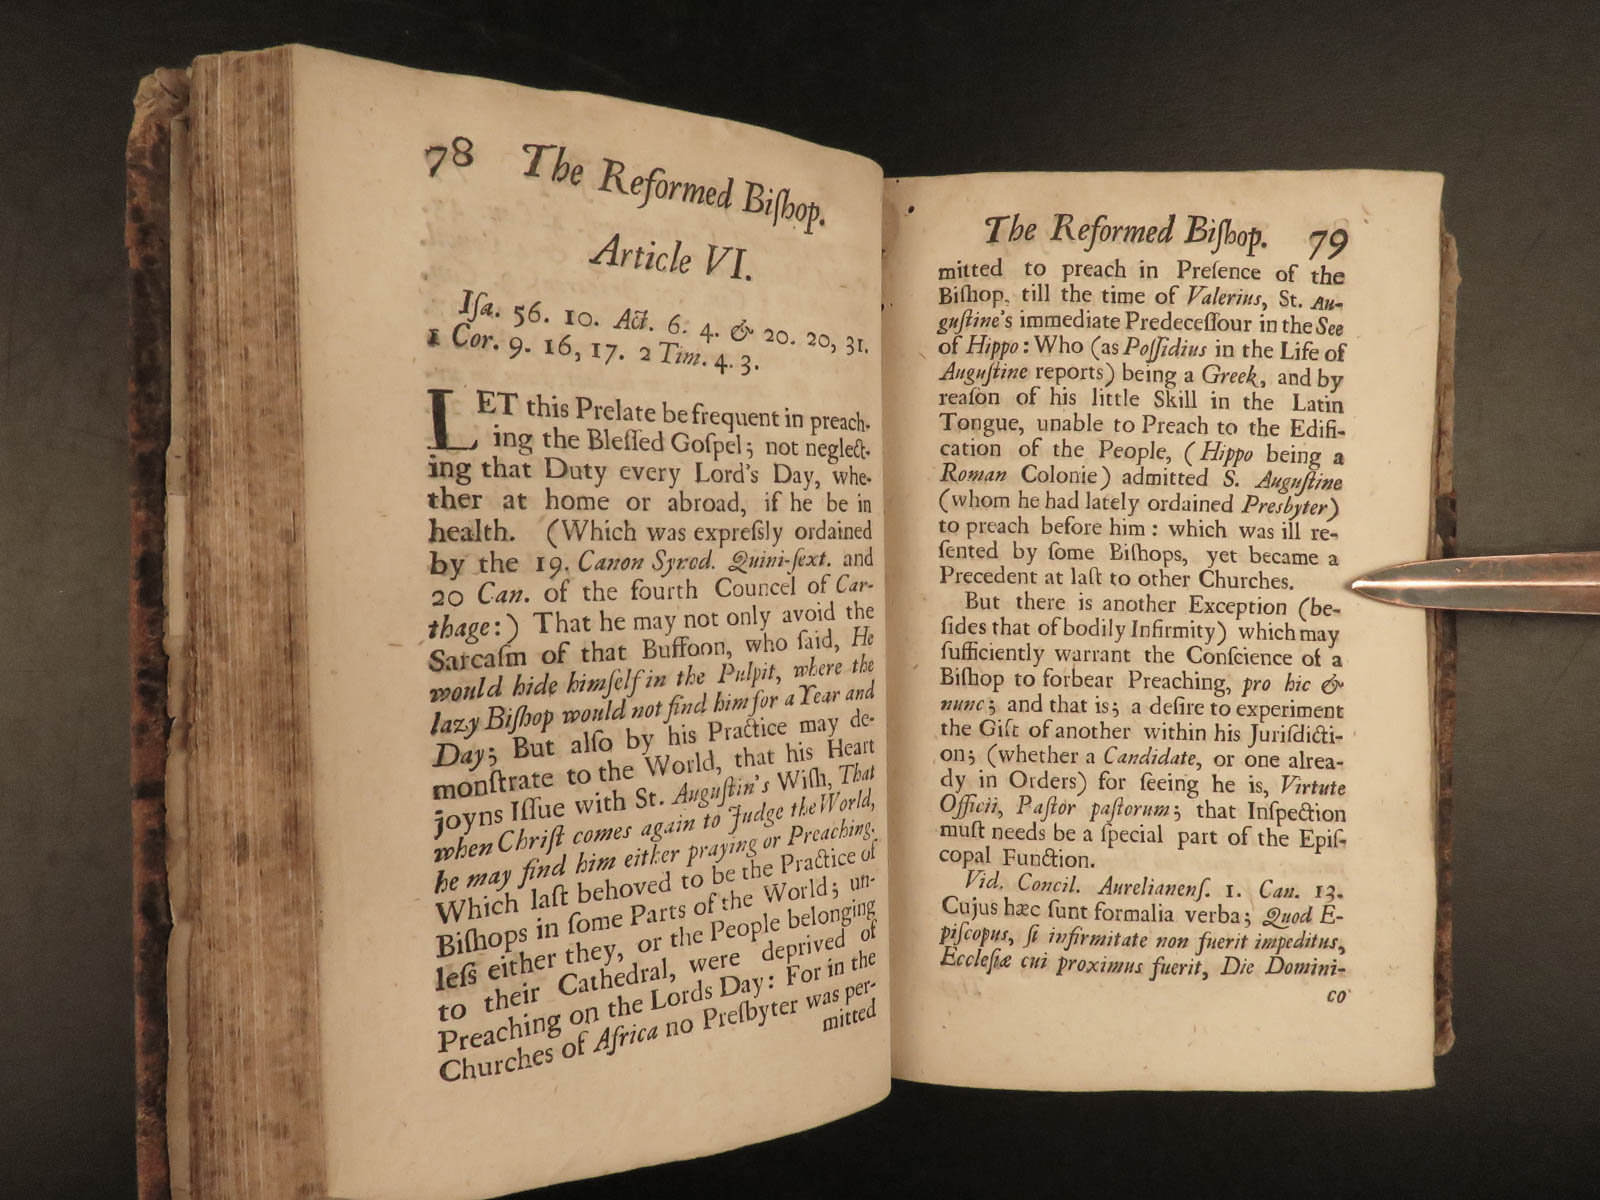 78 The Reformed Biſhop.
Article VI.
Iſa. 56. 10. Act. 6. 4. & 20. 20, 31.
1 Cor. 9. 16, 17. 2 Tim. 4. 3.
LET this Prelate be frequent in preach-
ing the Bleſſed Goſpel; not neglect-
ing that Duty every Lord's Day, whe-
ther at home or abroad, if he be in
health. (Which was expreſsly ordained
by the 19. Canon Synod. Quini-ſext. and
20 Can. of the fourth Councel of Car-
thage:) That he may not only avoid the
Sarcaſm of that Buffoon, who ſaid, He
would hide himſelf in the Pulpit, where the
lazy Biſhop would not find him for a Year and
Day; But alſo by his Practice may de-
monſtrate to the World, that his Heart
joyns Iſſue with St. Auguſtin's Wiſh, That
when Chriſt comes again to Judge the World,
he may find him either praying or Preaching.
Which laſt behoved to be the Practice of
Biſhops in ſome Parts of the World; un-
leſs either they, or the People belonging
to their Cathedral, were deprived of
Preaching on the Lords Day: For in the
Churches of Africa no Preſbyter was per-
mitted
The Reformed Biſhop. 79
mitted to preach in Preſence of the
Biſhop, till the time of Valerius, St. Au-
guſtine's immediate Predeceſſour in the See
of Hippo: Who (as Poſſidius in the Life of
Auguſtine reports) being a Greek, and by
reaſon of his little Skill in the Latin
Tongue, unable to Preach to the Edifi-
cation of the People, (Hippo being a
Roman Colonie) admitted S. Auguſtine
(whom he had lately ordained Presbyter)
to preach before him: which was ill re-
ſented by ſome Biſhops, yet became a
Precedent at laſt to other Churches.
But there is another Exception (be-
ſides that of bodily Infirmity) which may
ſufficiently warrant the Conſcience of a
Biſhop to forbear Preaching, pro hic &
nunc; and that is; a deſire to experiment
the Gift of another within his Juriſdicti-
on; (whether a Candidate, or one alrea-
dy in Orders) for ſeeing he is, Virtute
Officii, Paſtor paſtorum; that Inſpection
muſt needs be a ſpecial part of the Epiſ-
copal Function.
Vid. Concil. Aurelianenſ. 1. Can. 13.
Cujus hæc ſunt formalia verba; Quod E-
piſcopus, ſi infirmitate non fuerit impeditus,
Eccleſiæ cui proximus fuerit, Die Domini-
co